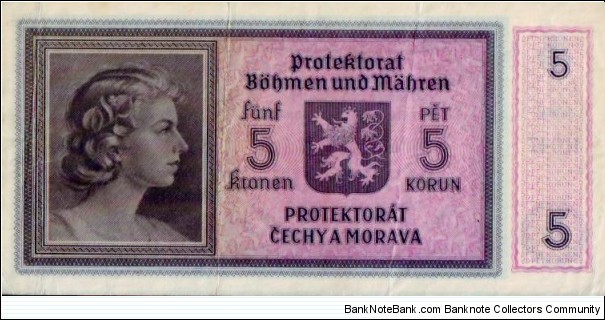 Protektorat
Böhmen und Mähren
fünf PĚT
5 5
kronen KORUN
PROTEKTORÁT
ČECHY A MORAVA
5
5
BankNoteBank.com Banknote Collectors Community